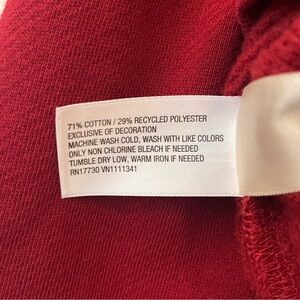 71% COTTON / 29% RECYCLED POLYESTER
EXCLUSIVE OF DECORATION
MACHINE WASH COLD, WASH WITH LIKE COLORS
ONLY NON CHLORINE BLEACH IF NEEDED
TUMBLE DRY LOW, WARM IRON IF NEEDED
RN17730 VN1111341